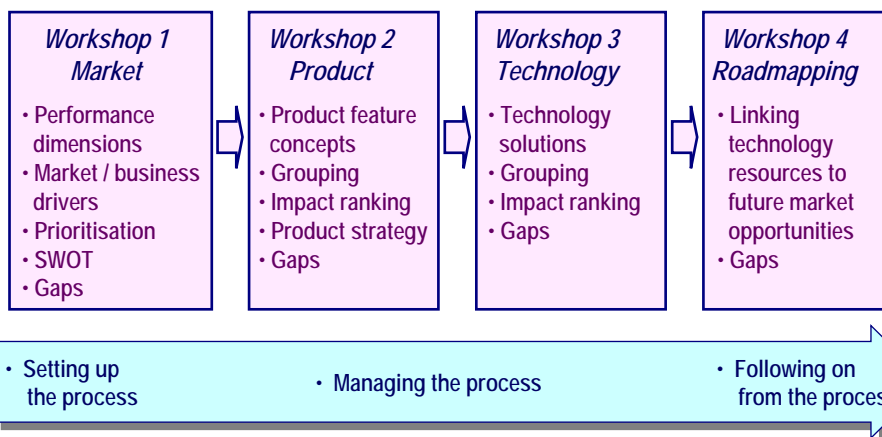 Workshop 1
Market
• Performance
dimensions
• Market / business
drivers
• Prioritisation
• SWOT
• Gaps
Workshop 2
Product
• Product feature
concepts
• Grouping
• Impact ranking
• Product strategy
• Gaps
Workshop 3
Technology
• Technology
solutions
• Grouping
• Impact ranking
• Gaps
Workshop 4
Roadmapping
• Linking
technology
resources to
future market
opportunities
• Gaps
• Setting up
the process
• Managing the process
• Following on
from the proces